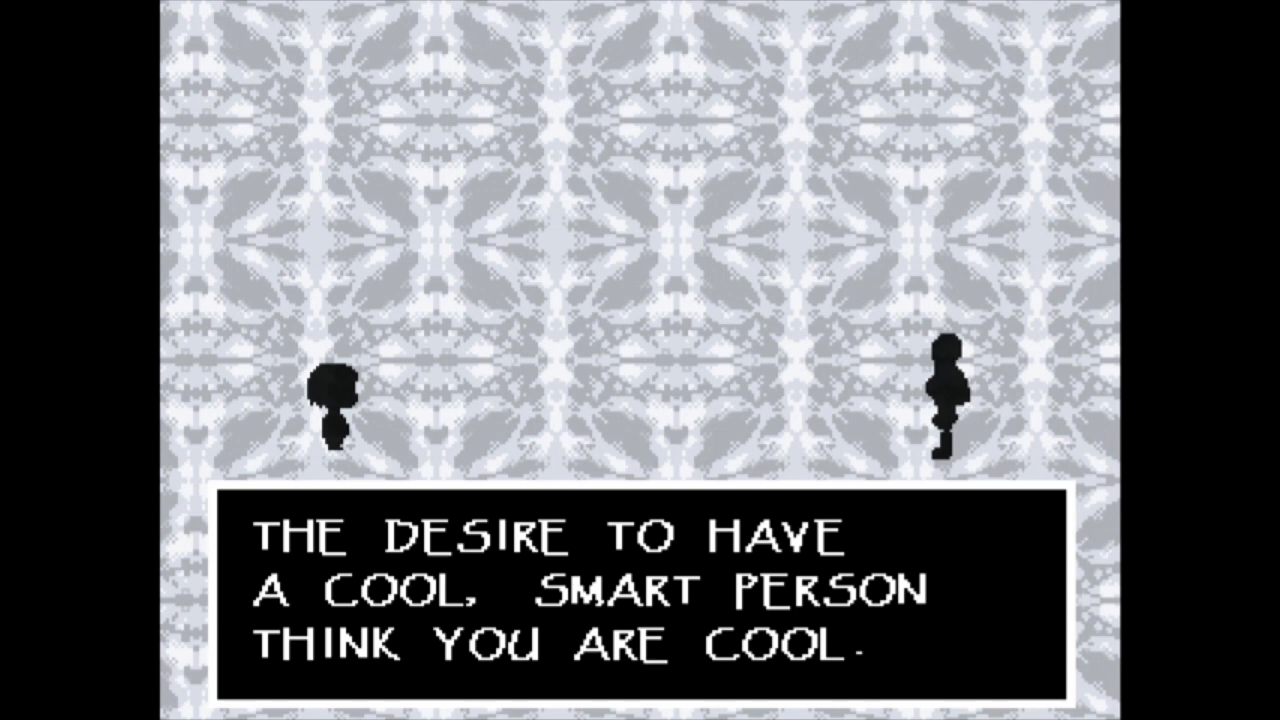 THE DESIRE TO HAVE
A COOL, SMART PERSON
THINK YOU ARE COOL.